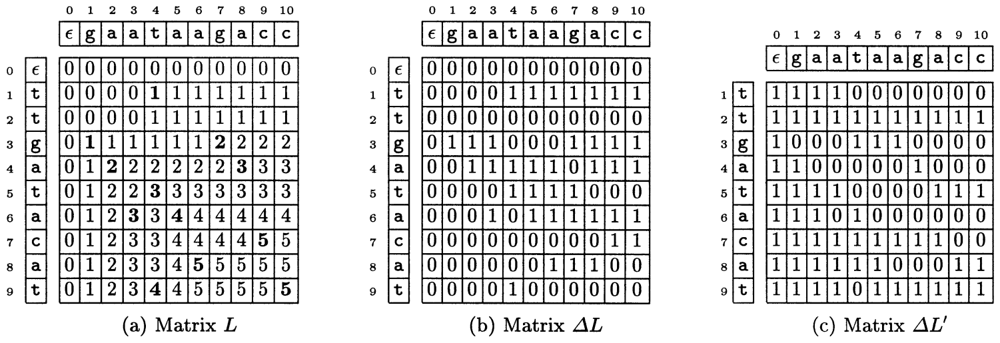 0 1 2 3 4 5 6 7 8 9 10
ϵ g a a t a a g a c c
0 ϵ 0 0 0 0 0 0 0 0 0 0 0
1 t 0 0 0 0 1 1 1 1 1 1 1
2 t 0 0 0 0 1 1 1 1 1 1 1
3 g 0 1 1 1 1 1 1 2 2 2 2
4 a 0 1 2 2 2 2 2 2 3 3 3
5 t 0 1 2 2 3 3 3 3 3 3 3
6 a 0 1 2 3 3 4 4 4 4 4 4
7 c 0 1 2 3 3 4 4 4 4 5 5
8 a 0 1 2 3 3 4 5 5 5 5 5
9 t 0 1 2 3 4 4 5 5 5 5 5
(a) Matrix L
0 1 2 3 4 5 6 7 8 9 10
ϵ g a a t a a g a c c
0 ϵ 0 0 0 0 0 0 0 0 0 0 0
1 t 0 0 0 0 1 1 1 1 1 1 1
2 t 0 0 0 0 0 0 0 0 0 0 0
3 g 0 1 1 1 0 0 0 1 1 1 1
4 a 0 0 1 1 1 1 1 0 1 1 1
5 t 0 0 0 0 1 1 1 1 0 0 0
6 a 0 0 0 1 0 1 1 1 1 1 1
7 c 0 0 0 0 0 0 0 0 0 1 1
8 a 0 0 0 0 0 0 1 1 1 0 0
9 t 0 0 0 0 1 0 0 0 0 0 0
(b) Matrix ΔL
0 1 2 3 4 5 6 7 8 9 10
ϵ g a a t a a g a c c
1 t 1 1 1 1 0 0 0 0 0 0 0
2 t 1 1 1 1 1 1 1 1 1 1 1
3 g 1 0 0 0 1 1 1 0 0 0 0
4 a 1 1 0 0 0 0 0 1 0 0 0
5 t 1 1 1 1 0 0 0 0 1 1 1
6 a 1 1 1 0 1 0 0 0 0 0 0
7 c 1 1 1 1 1 1 1 1 1 0 0
8 a 1 1 1 1 1 1 0 0 0 1 1
9 t 1 1 1 1 0 1 1 1 1 1 1
(c) Matrix ΔL′